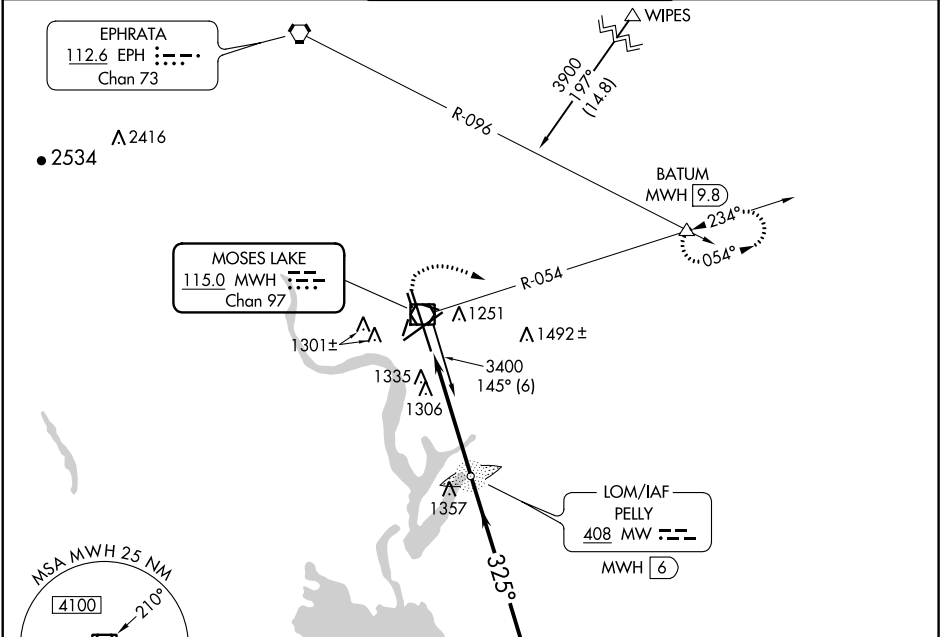 EPHRATA
112.6 EPH
Chan 73
WIPES
3900
197°
(14.8)
2416
2534
R-096
BATUM
MWH 9.8
234°
054°
MOSES LAKE
115.0 MWH
Chan 97
R-054
1251
1301±
1492±
3400
145° (6)
1335
1306
1357
LOM/IAF
PELLY
408 MW
MWH 6
325°
MSA MWH 25 NM
4100
210°